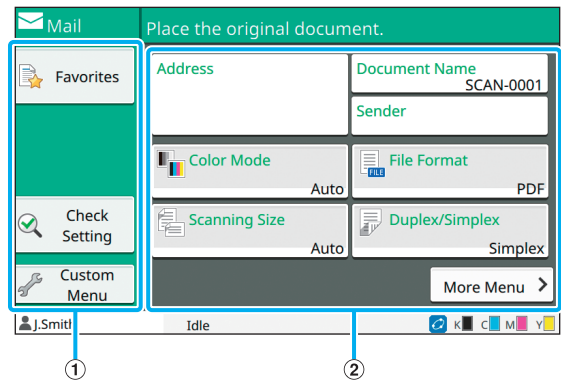 Mail
Place the original document.
Favorites
Check
Setting
Custom
Menu
Address
Document Name
SCAN-0001
Sender
Color Mode
Auto
FILE
File Format
PDF
Scanning Size
Auto
Duplex/Simplex
Simplex
More Menu
J.Smith
Idle
K C M Y
1
2